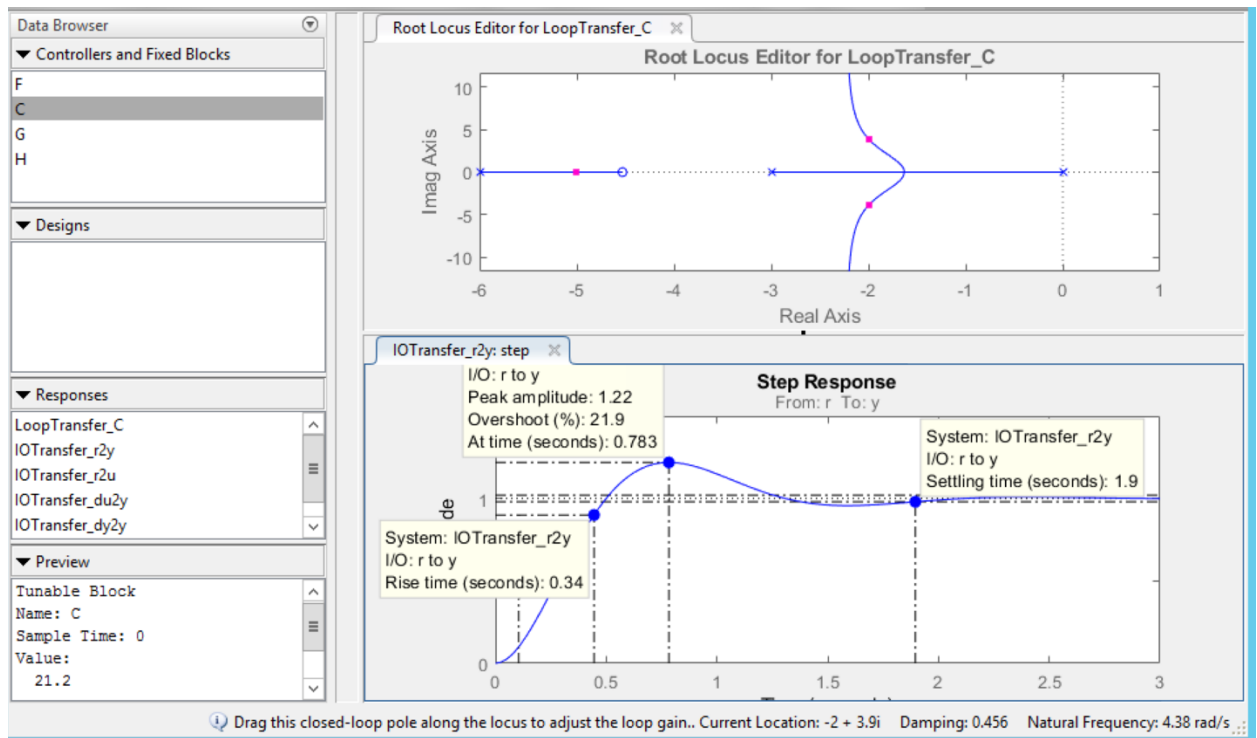 Data Browser
Controllers and Fixed Blocks
F
C
G
H
Designs
Responses
LoopTransfer_C
IOTransfer_r2y
IOTransfer_r2u
IOTransfer_du2y
IOTransfer_dy2y
Preview
Tunable Block
Name: C
Sample Time: 0
Value:
21.2
Root Locus Editor for LoopTransfer_C
Root Locus Editor for LoopTransfer_C
Imag Axis
10
5
0
-5
-10
-6 -5 -4 -3 -2 -1 0 1
Real Axis
IOTransfer_r2y: step
Step Response
From: r To: y
I/O: r to y
Peak amplitude: 1.22
Overshoot (%): 21.9
At time (seconds): 0.783
System: IOTransfer_r2y
I/O: r to y
Settling time (seconds): 1.9
1
de
System: IOTransfer_r2y
I/O: r to y
Rise time (seconds): 0.34
0
0 0.5 1 1.5 2 2.5 3
Drag this closed-loop pole along the locus to adjust the loop gain.. Current Location: -2 + 3.9i Damping: 0.456 Natural Frequency: 4.38 rad/s